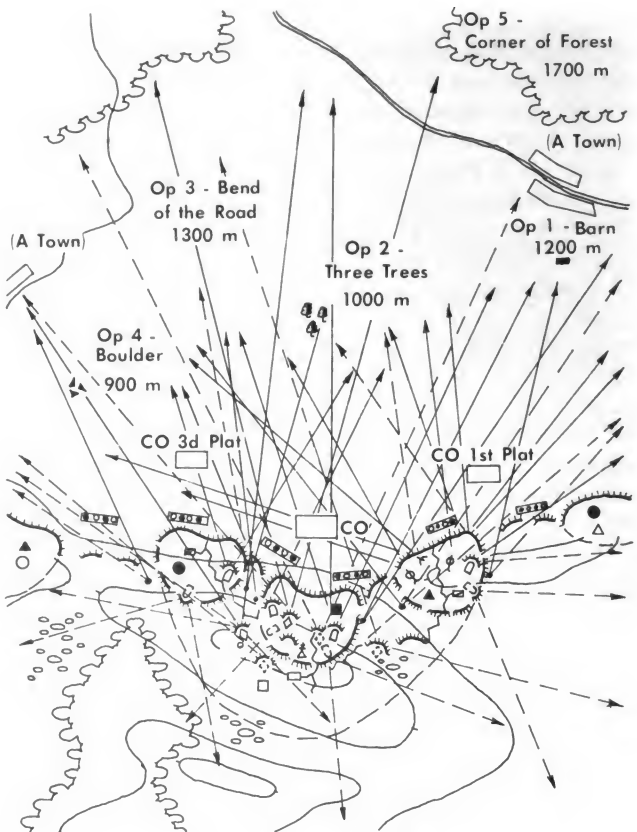 Op 5 -
Corner of Forest
1700 m
(A Town)
Op 3 - Bend
of the Road
1300 m
Op 1 - Barn
1200 m
(A Town)
Op 2 -
Three Trees
1000 m
Op 4 -
Boulder
900 m
CO 3d Plat
CO 1st Plat
CO